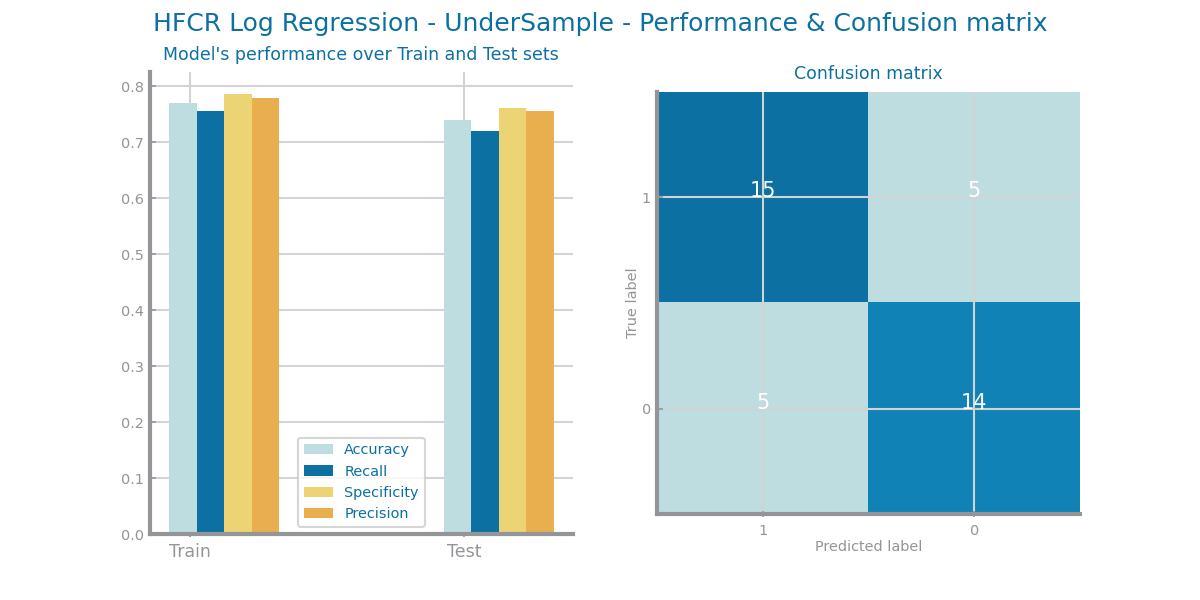 HFCR Log Regression - UnderSample - Performance & Confusion matrix
Model's performance over Train and Test sets
0.8
0.7
0.6
0.5
0.4
0.3
0.2
0.1
0.0
Train
Test
Accuracy
Recall
Specificity
Precision
Confusion matrix
True label
1
0
15
5
5
14
1
0
Predicted label